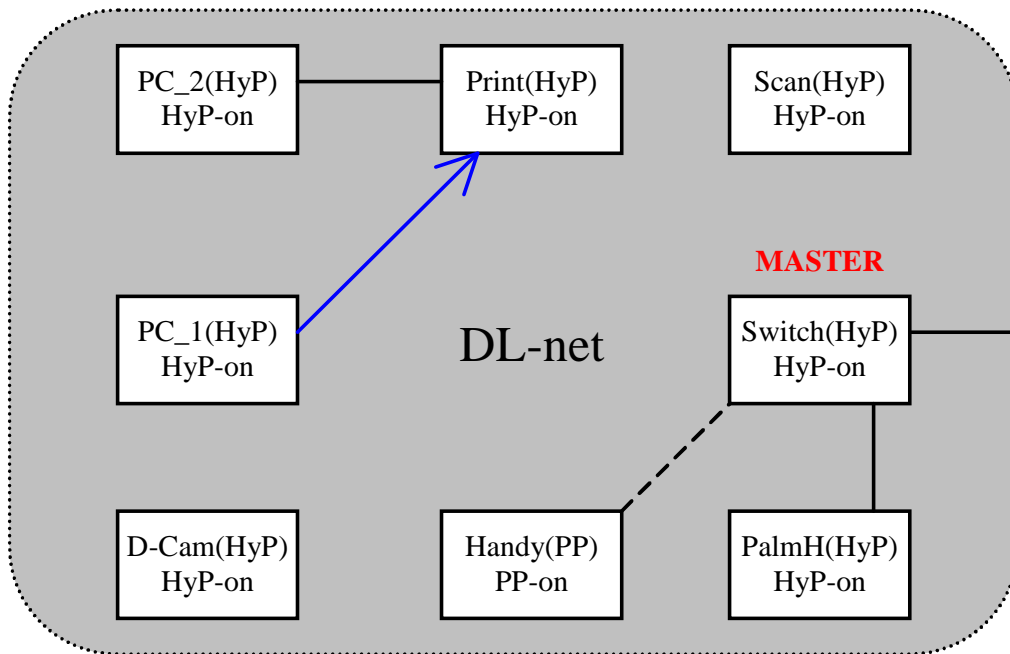 PC_2(HyP)
HyP-on
Print(HyP)
HyP-on
Scan(HyP)
HyP-on
MASTER
PC_1(HyP)
HyP-on
DL-net
Switch(HyP)
HyP-on
D-Cam(HyP)
HyP-on
Handy(PP)
PP-on
PalmH(HyP)
HyP-on